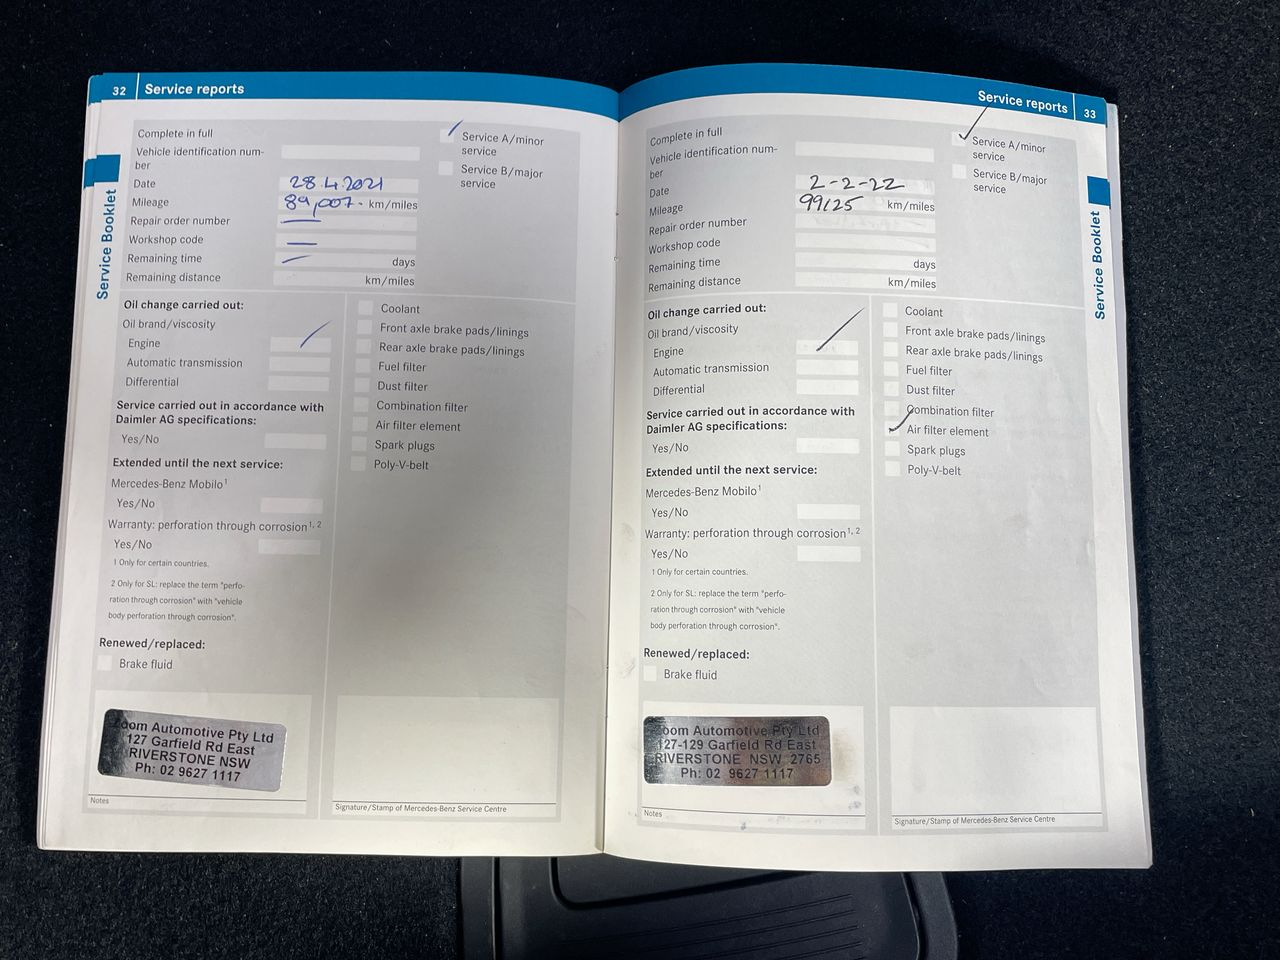 32 Service reports
Complete in full
Vehicle identification num-
ber
Date 28.4.2021
Mileage 89,007 km/miles
Repair order number
Workshop code
Remaining time days
Remaining distance km/miles
Service A/minor
service
Service B/major
service
Service Booklet
Oil change carried out:
Oil brand/viscosity
Engine
Automatic transmission
Differential
Service carried out in accordance with
Daimler AG specifications:
Yes/No
Extended until the next service:
Mercedes-Benz Mobilo¹
Yes/No
Warranty: perforation through corrosion¹, ²
Yes/No
1 Only for certain countries.
2 Only for SL: replace the term "perfo-
ration through corrosion" with "vehicle
body perforation through corrosion".
Renewed/replaced:
Brake fluid
Coolant
Front axle brake pads/linings
Rear axle brake pads/linings
Fuel filter
Dust filter
Combination filter
Air filter element
Spark plugs
Poly-V-belt
Zoom Automotive Pty Ltd
127 Garfield Rd East
RIVERSTONE NSW
Ph: 02 9627 1117
Notes
Signature/Stamp of Mercedes-Benz Service Centre
Service reports 33
Complete in full
Vehicle identification num-
ber
Date 2-2-22
Mileage 99125 km/miles
Repair order number
Workshop code
Remaining time days
Remaining distance km/miles
Service A/minor
service
Service B/major
service
Service Booklet
Oil change carried out:
Oil brand/viscosity
Engine
Automatic transmission
Differential
Service carried out in accordance with
Daimler AG specifications:
Yes/No
Extended until the next service:
Mercedes-Benz Mobilo¹
Yes/No
Warranty: perforation through corrosion¹, ²
Yes/No
1 Only for certain countries.
2 Only for SL: replace the term "perfo-
ration through corrosion" with "vehicle
body perforation through corrosion".
Renewed/replaced:
Brake fluid
Coolant
Front axle brake pads/linings
Rear axle brake pads/linings
Fuel filter
Dust filter
Combination filter
Air filter element
Spark plugs
Poly-V-belt
Zoom Automotive Pty Ltd
127-129 Garfield Rd East
RIVERSTONE NSW 2765
Ph: 02 9627 1117
Notes
Signature/Stamp of Mercedes-Benz Service Centre